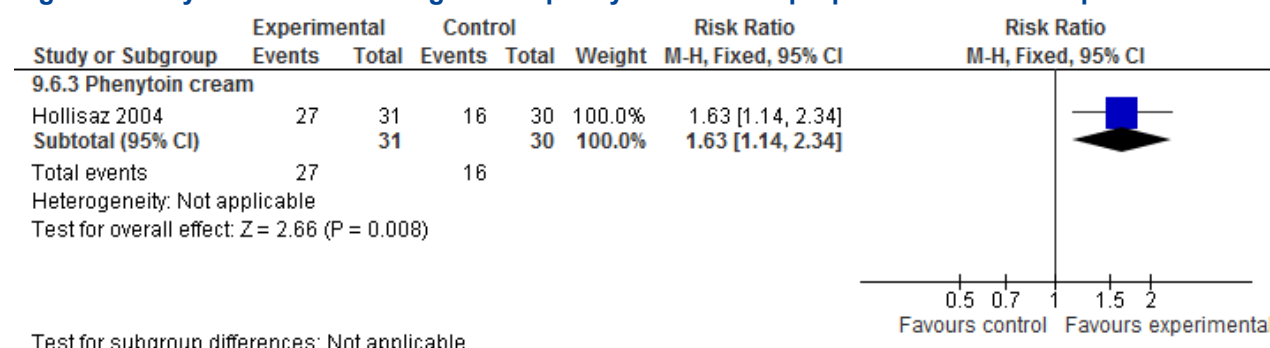 Experimental Control Risk Ratio Risk Ratio
Study or Subgroup Events Total Events Total Weight M-H, Fixed, 95% CI M-H, Fixed, 95% CI
9.6.3 Phenytoin cream
Hollisaz 2004 27 31 16 30 100.0% 1.63 [1.14, 2.34]
Subtotal (95% CI) 31 30 100.0% 1.63 [1.14, 2.34]
Total events 27 16
Heterogeneity: Not applicable
Test for overall effect: Z = 2.66 (P = 0.008)
0.5 0.7 1 1.5 2
Favours control Favours experimental
Test for subgroup differences: Not applicable